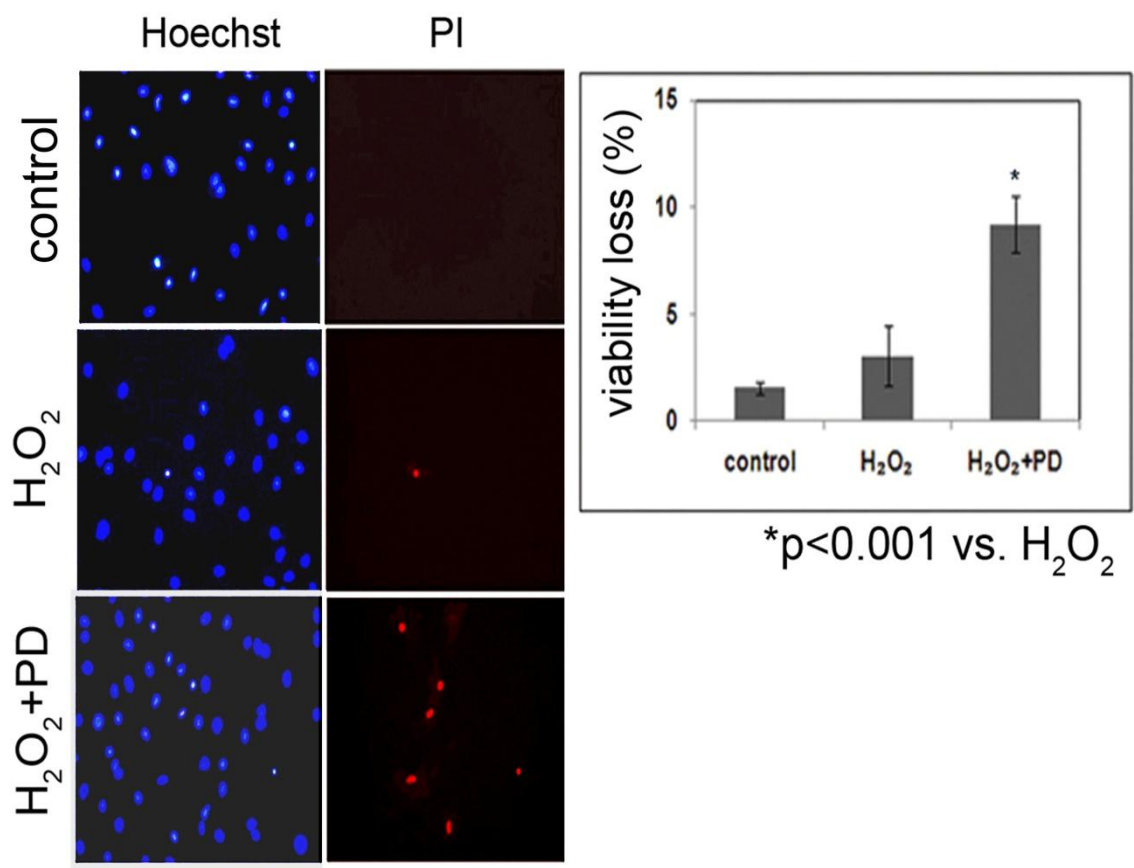 Hoechst PI
control
H₂O₂
H₂O₂+PD
viability loss (%)
15
10
5
0
*
control H₂O₂ H₂O₂+PD
*p<0.001 vs. H₂O₂